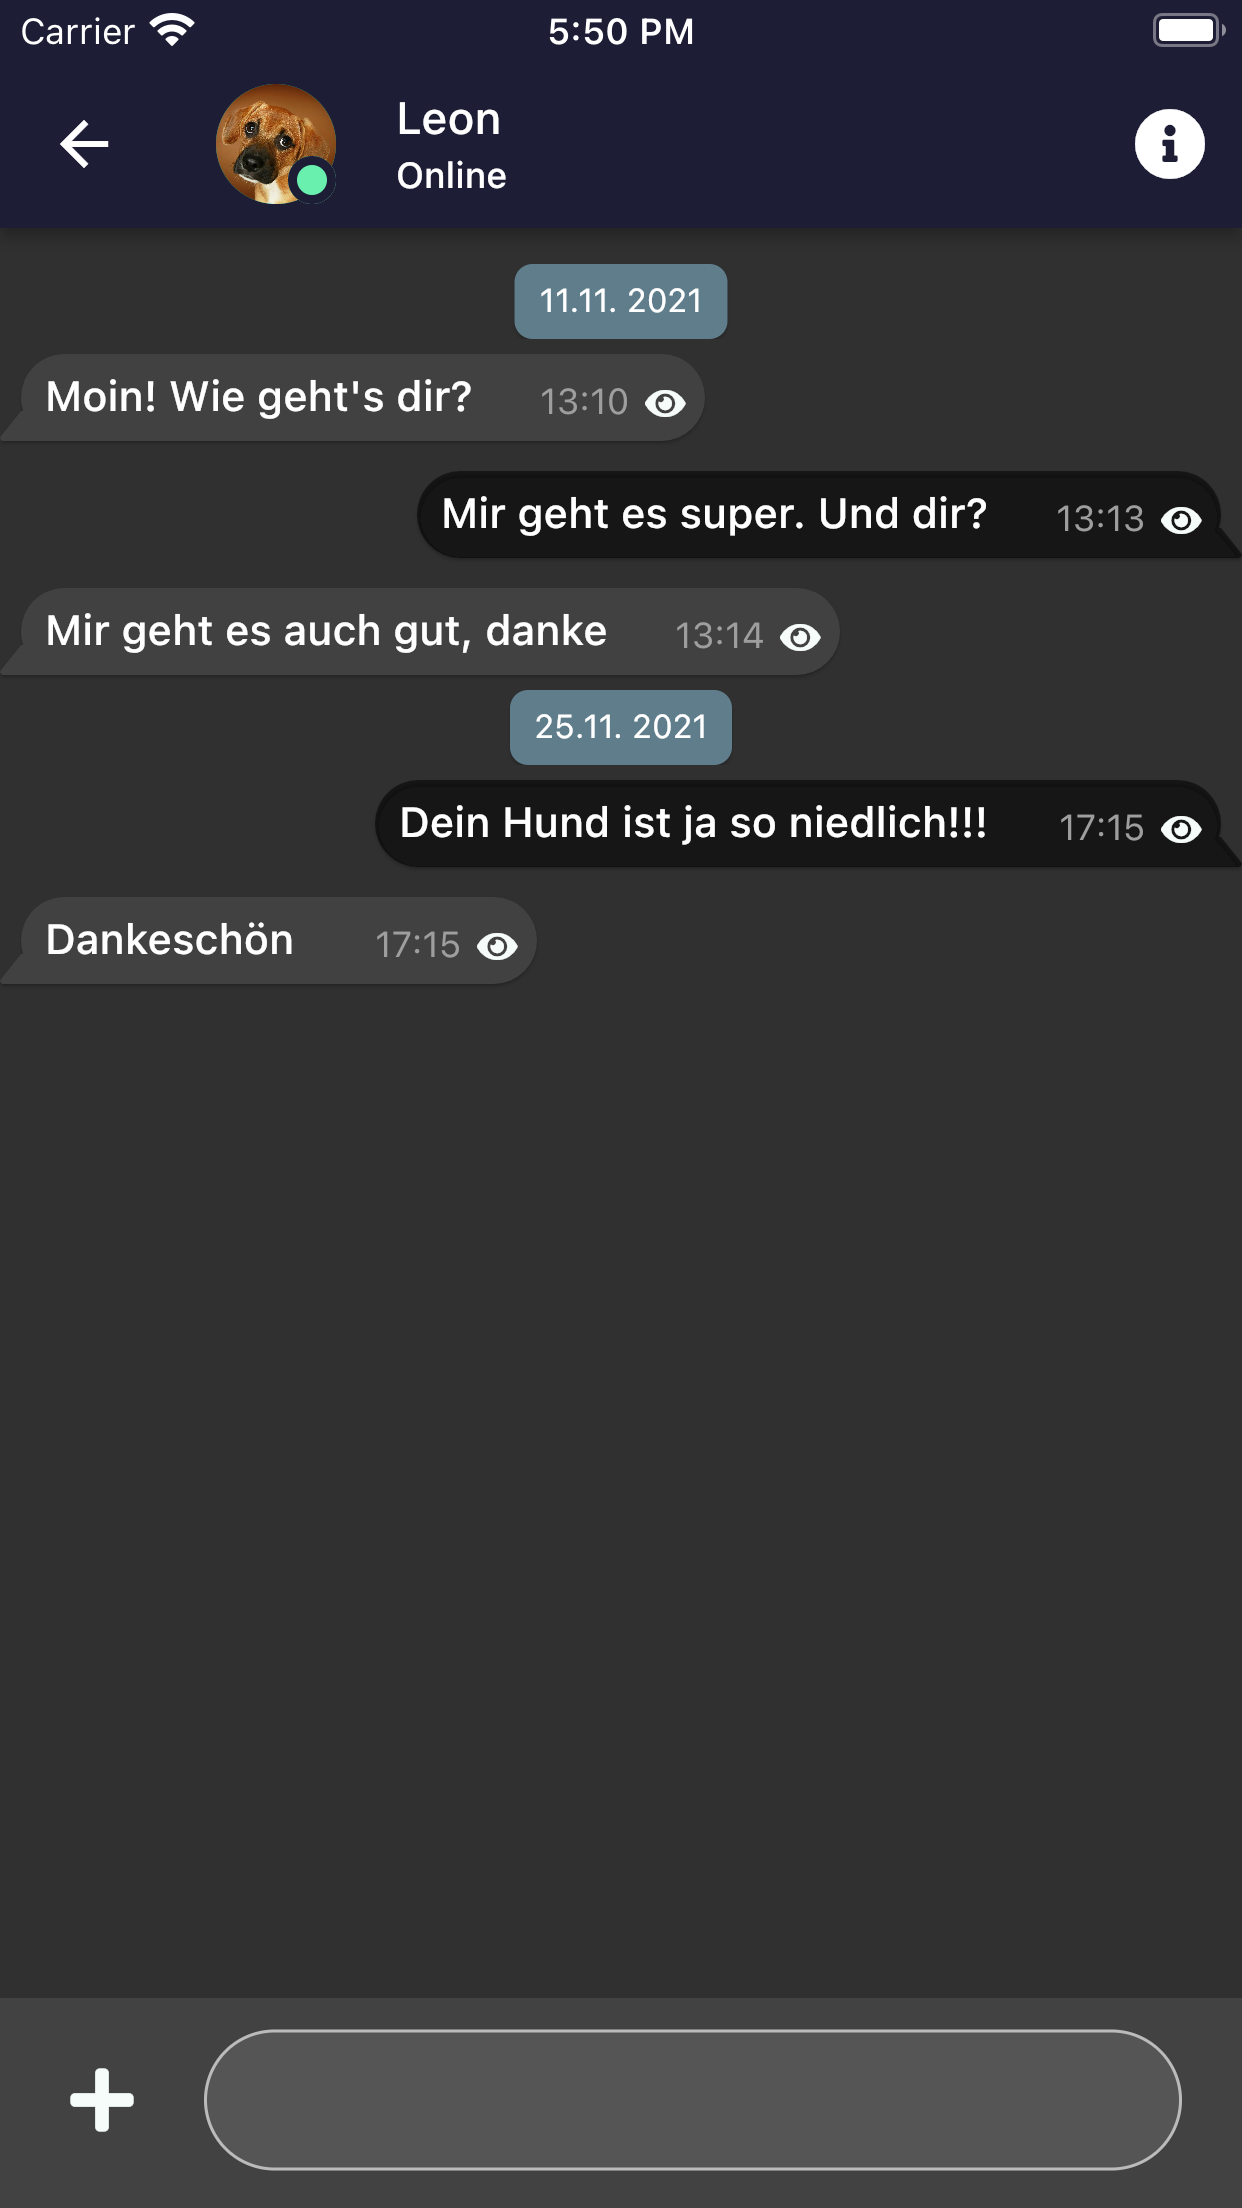 Carrier
5:50 PM
Leon
Online
11.11. 2021
Moin! Wie geht's dir? 13:10
Mir geht es super. Und dir? 13:13
Mir geht es auch gut, danke 13:14
25.11. 2021
Dein Hund ist ja so niedlich!!! 17:15
Dankeschön 17:15